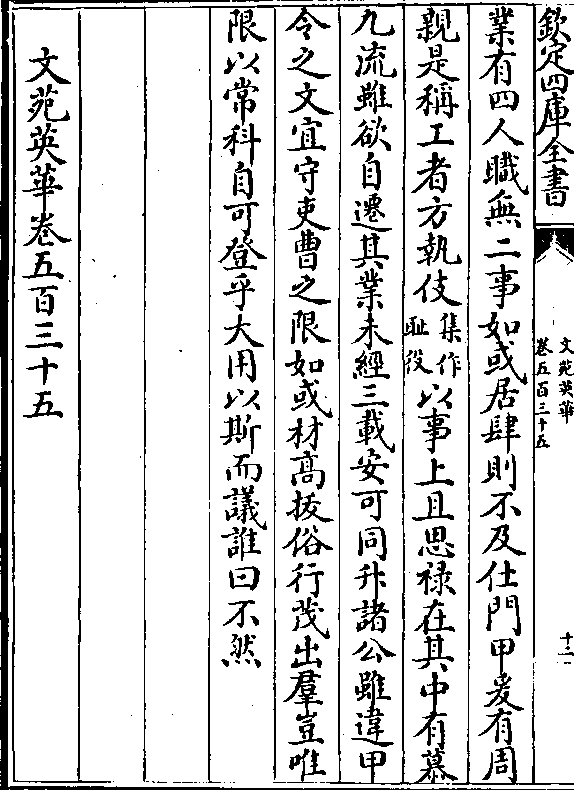 欽定四庫全書
文苑英華
卷五百三十五
十二
業有四人職無二事如或居肆則不及仕門甲爰有周
親是稱工者方執伎集作耻役以事上且思祿在其中有慕
九流雖欲自遷其業未經三載安可同升諸公雖違甲
令之文宜守吏曹之限如或材高拔俗行茂出羣豈唯
限以常科自可登乎大用以斯而議誰曰不然
文苑英華卷五百三十五